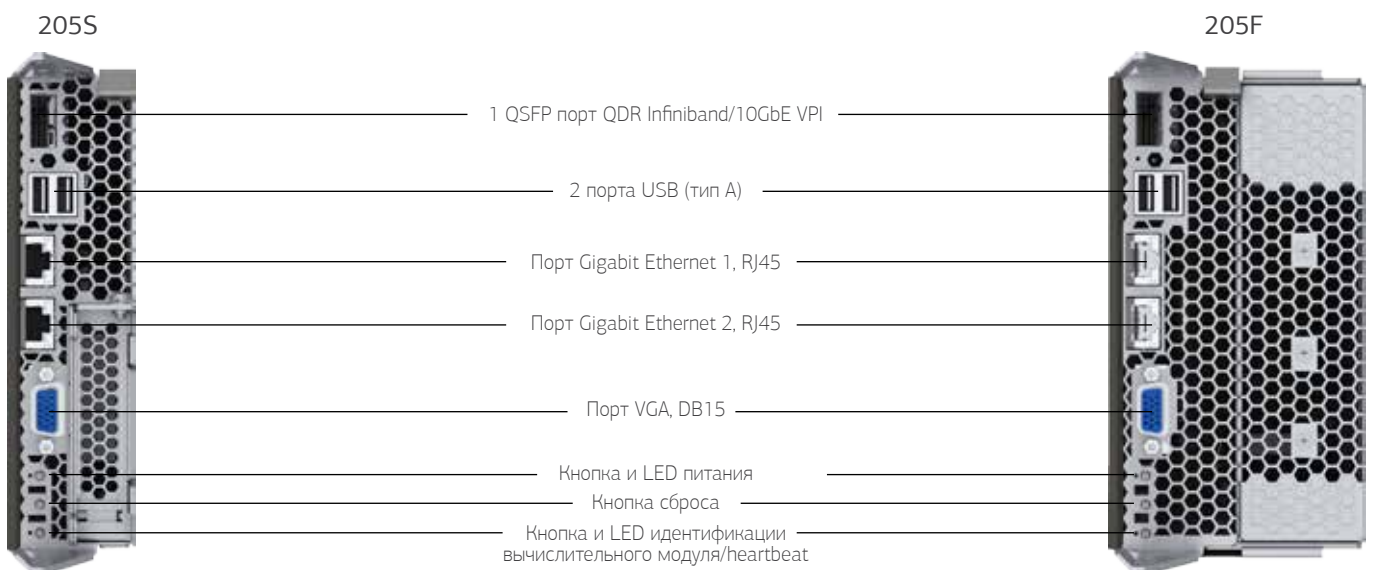 205S
205F
1 QSFP порт QDR Infiniband/10GbE VPI
2 порта USB (тип A)
Порт Gigabit Ethernet 1, RJ45
Порт Gigabit Ethernet 2, RJ45
Порт VGA, DB15
Кнопка и LED питания
Кнопка сброса
Кнопка и LED идентификации
вычислительного модуля/heartbeat